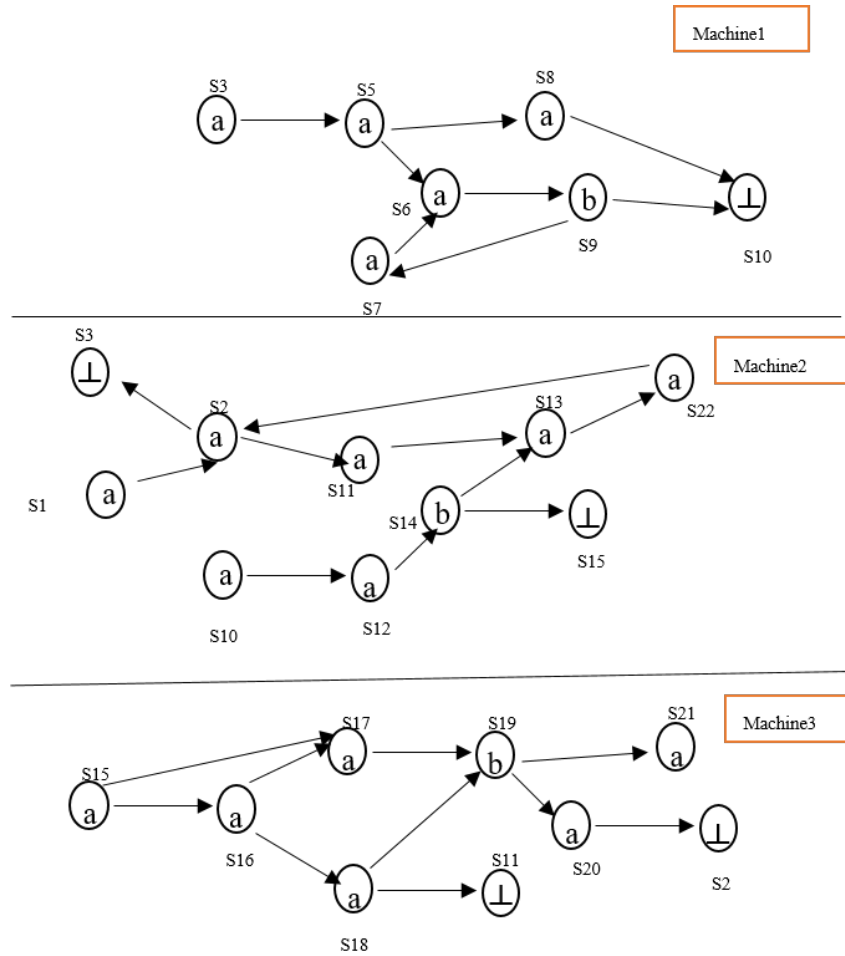 Machine1
S3
S5
S8
a
a
a
S6
a
b
⊥
S9
S10
a
S7
S3
Machine2
⊥
S2
S13
a
S22
a
a
a
S11
S1
a
S14
b
⊥
S15
a
a
S10
S12
Machine3
S17
S19
S21
a
b
a
S15
a
a
S16
a
S20
⊥
S2
S11
a
⊥
S18